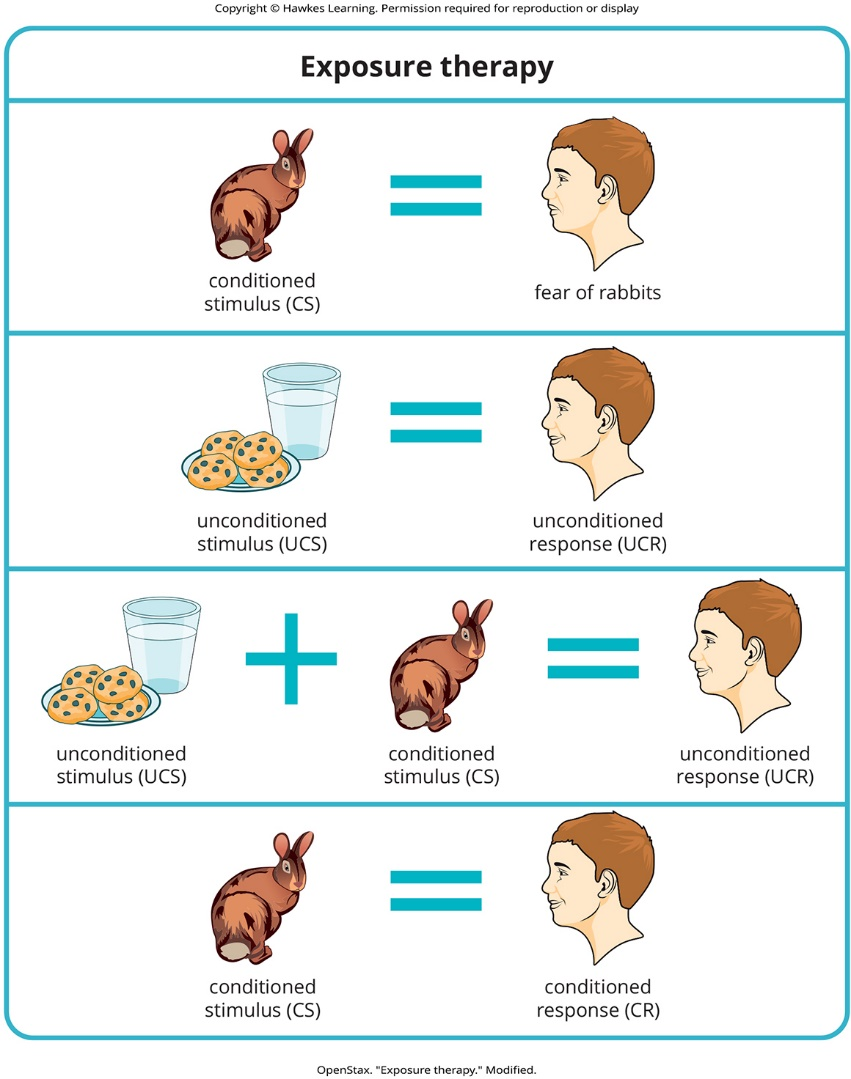 Copyright © Hawkes Learning. Permission required for reproduction or display
Exposure therapy
conditioned
stimulus (CS)
fear of rabbits
unconditioned
stimulus (UCS)
unconditioned
response (UCR)
unconditioned
stimulus (UCS)
conditioned
stimulus (CS)
unconditioned
response (UCR)
conditioned
stimulus (CS)
conditioned
response (CR)
OpenStax. "Exposure therapy." Modified.